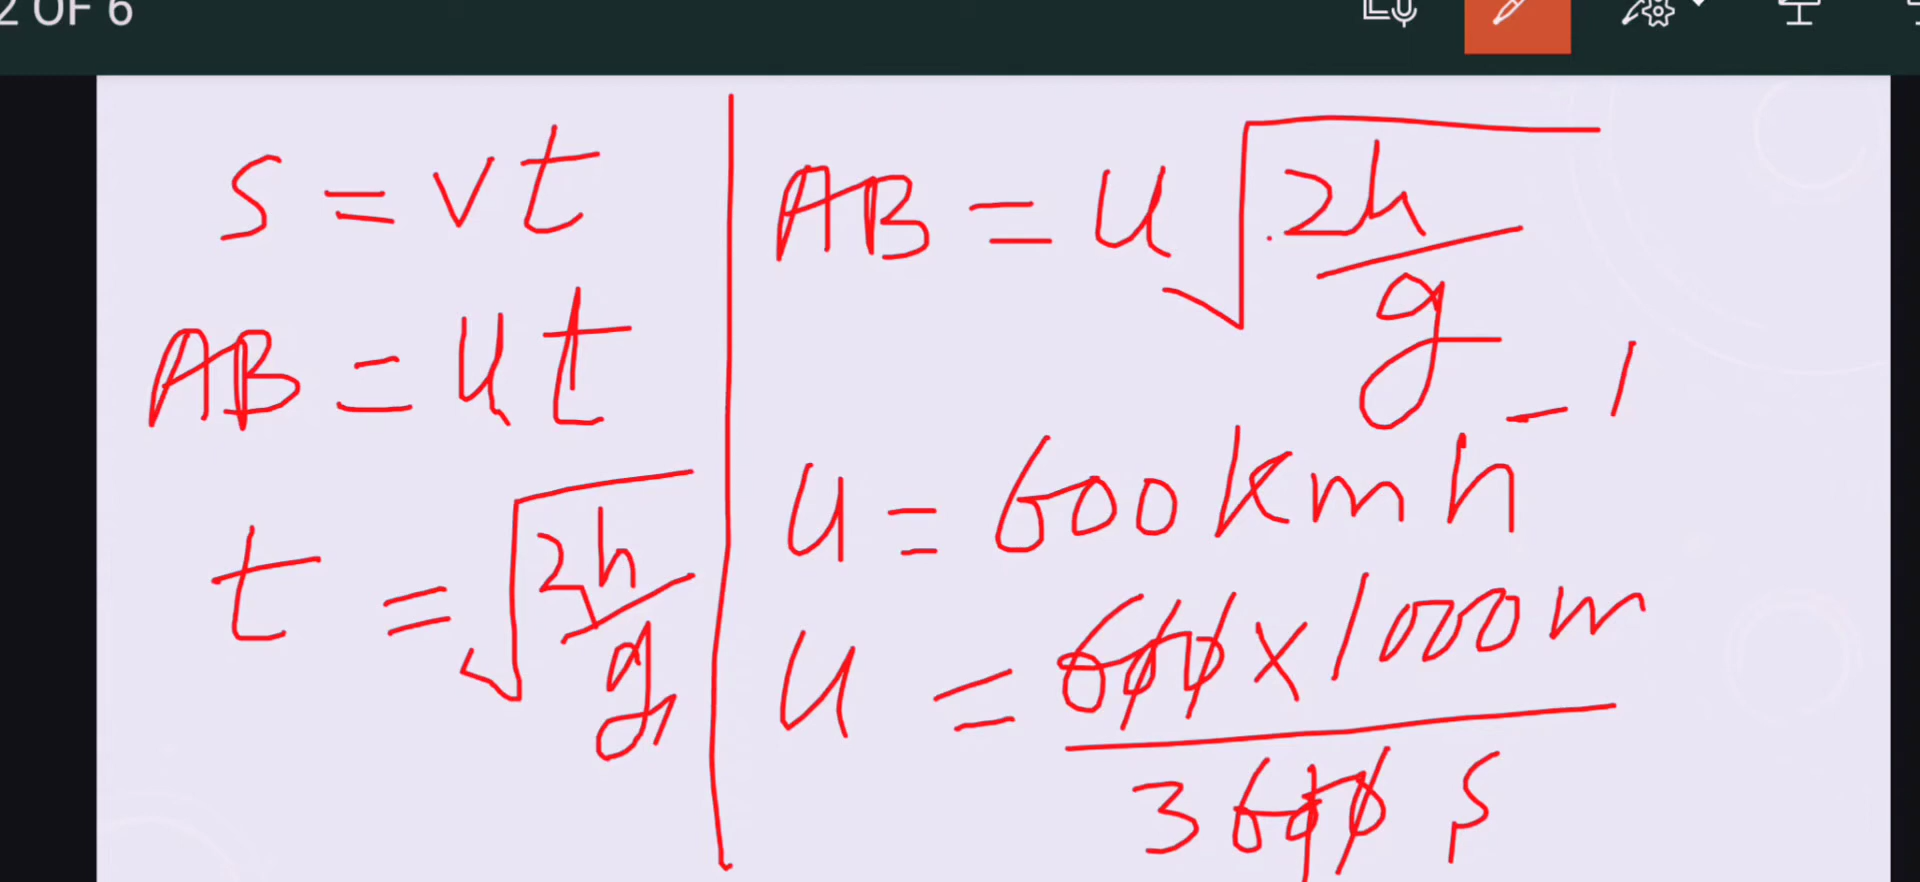 2 OF 6
s = vt
AB = ut
t = √(2h/g)
AB = u√(2h/g)
u = 600 km h⁻¹
u = 600 x 1000 m / 3600 s